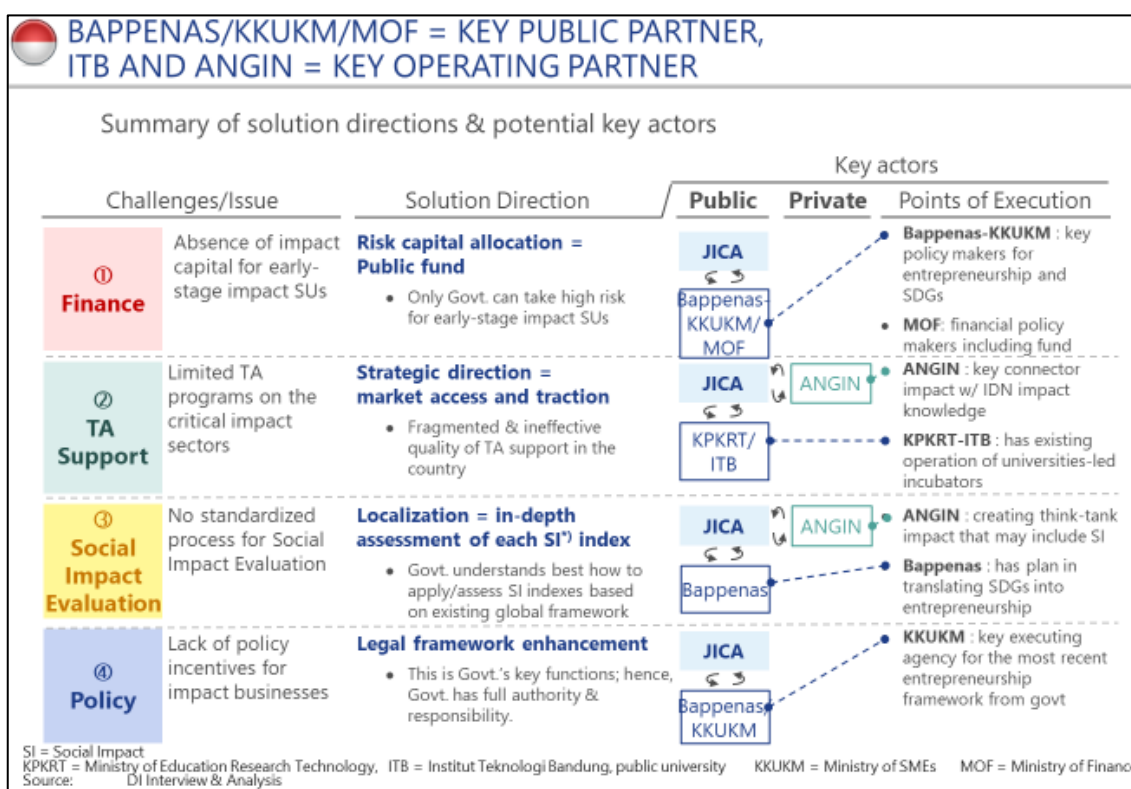 BAPPENAS/KKUKM/MOF = KEY PUBLIC PARTNER,
ITB AND ANGIN = KEY OPERATING PARTNER
Summary of solution directions & potential key actors
Key actors
Challenges/Issue
Solution Direction
Public
Private
Points of Execution
①
Finance
Absence of impact
capital for early-
stage impact SUs
Risk capital allocation =
Public fund
• Only Govt. can take high risk
for early-stage impact SUs
JICA
Bappenas-
KKUKM/
MOF
• Bappenas-KKUKM : key
policy makers for
entrepreneurship and
SDGs
• MOF: financial policy
makers including fund
②
TA
Support
Limited TA
programs on the
critical impact
sectors
Strategic direction =
market access and traction
• Fragmented & ineffective
quality of TA support in the
country
JICA
KPKRT/
ITB
ANGIN
• ANGIN : key connector
impact w/ IDN impact
knowledge
• KPKRT-ITB : has existing
operation of universities-led
incubators
③
Social
Impact
Evaluation
No standardized
process for Social
Impact Evaluation
Localization = in-depth
assessment of each SI*) index
• Govt. understands best how to
apply/assess SI indexes based
on existing global framework
JICA
Bappenas
ANGIN
• ANGIN : creating think-tank
impact that may include SI
• Bappenas : has plan in
translating SDGs into
entrepreneurship
④
Policy
Lack of policy
incentives for
impact businesses
Legal framework enhancement
• This is Govt.'s key functions; hence,
Govt. has full authority &
responsibility.
JICA
Bappenas,
KKUKM
• KKUKM : key executing
agency for the most recent
entrepreneurship
framework from govt
SI = Social Impact
KPKRT = Ministry of Education Research Technology, ITB = Institut Teknologi Bandung, public university KKUKM = Ministry of SMEs MOF = Ministry of Finance
Source: DI Interview & Analysis